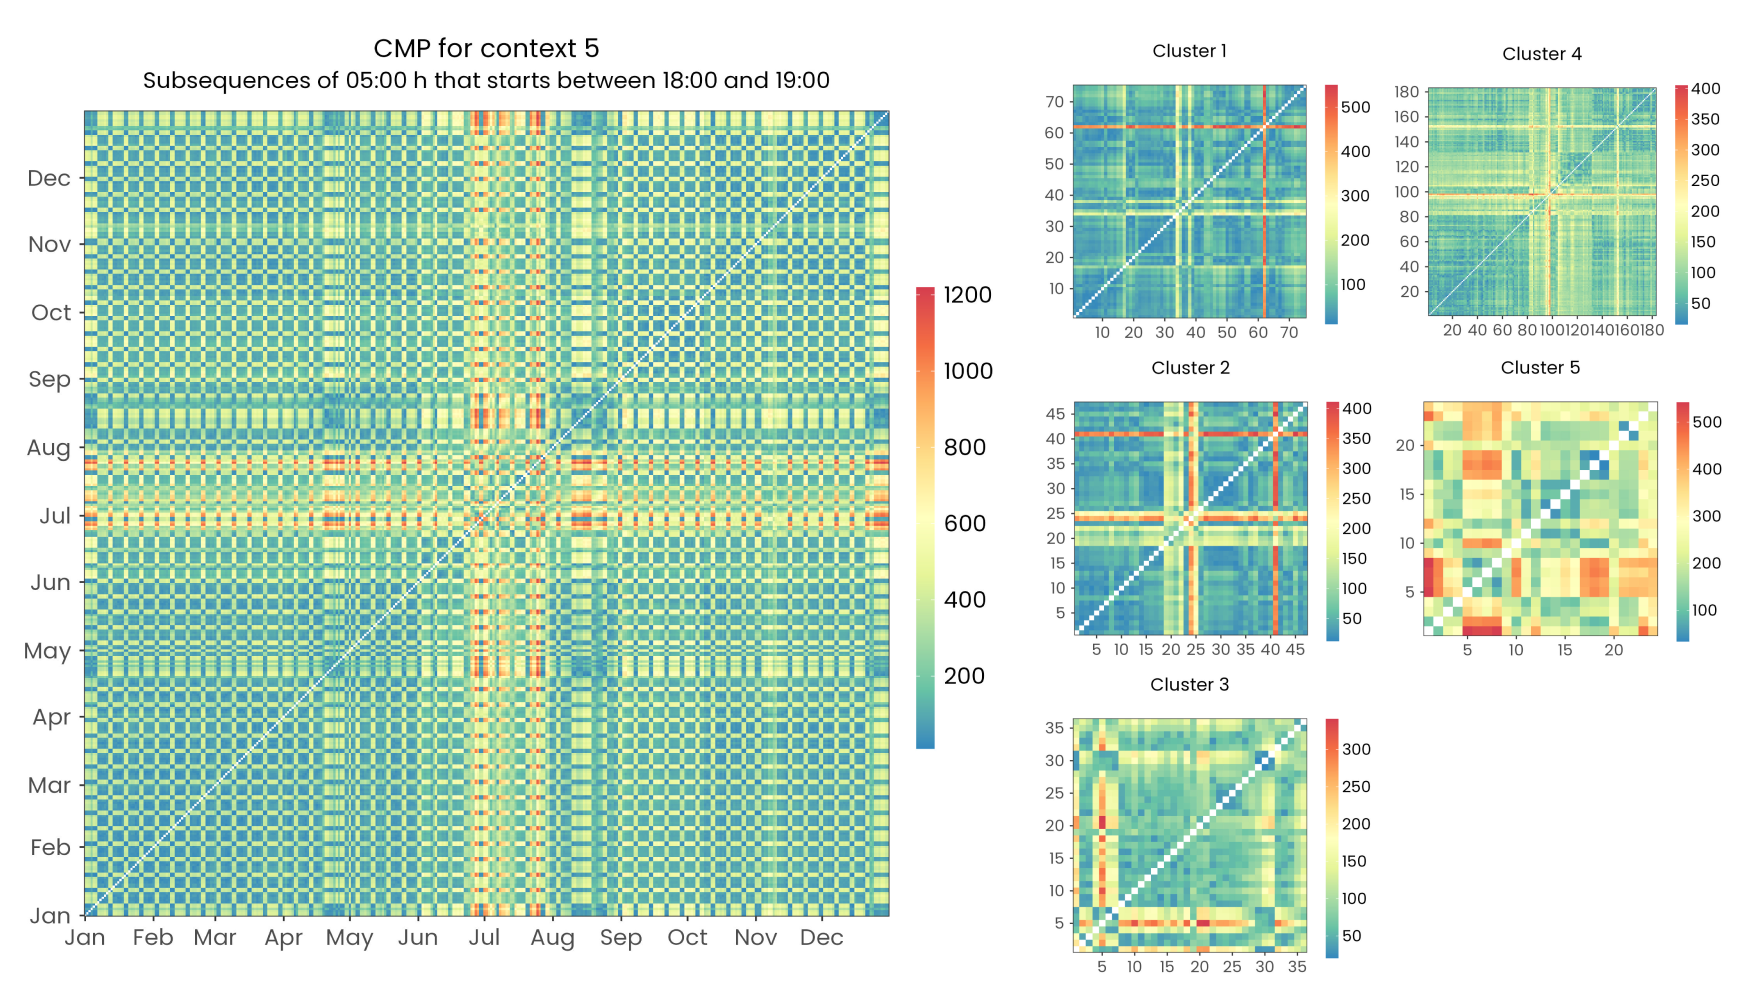 CMP for context 5
Subsequences of 05:00 h that starts between 18:00 and 19:00
Dec
Nov
Oct
Sep
Aug
Jul
Jun
May
Apr
Mar
Feb
Jan
Jan Feb Mar Apr May Jun Jul Aug Sep Oct Nov Dec
1200
1000
800
600
400
200
Cluster 1
70
60
50
40
30
20
10
10 20 30 40 50 60 70
500
400
300
200
100
Cluster 4
180
160
140
120
100
80
60
40
20
20 40 60 80 100 120 140 160 180
400
350
300
250
200
150
100
50
Cluster 2
45
40
35
30
25
20
15
10
5
5 10 15 20 25 30 35 40 45
400
350
300
250
200
150
100
50
Cluster 5
20
15
10
5
5 10 15 20
500
400
300
200
100
Cluster 3
35
30
25
20
15
10
5
5 10 15 20 25 30 35
300
250
200
150
100
50